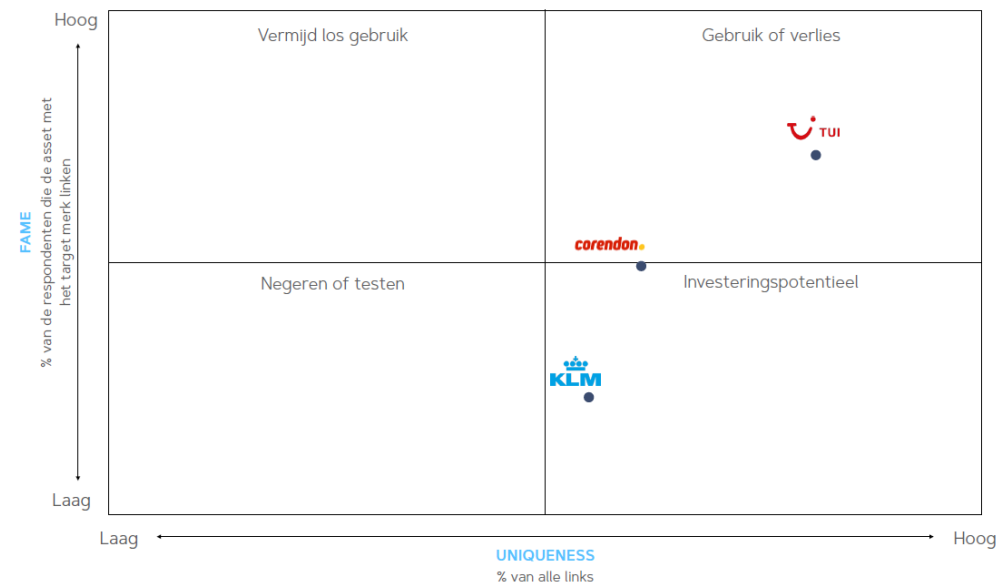 Hoog
Vermijd los gebruik
Gebruik of verlies
TUI
FAME
% van de respondenten die de asset met
het target merk linken
corendon
Negeren of testen
Investeringspotentieel
KLM
Laag
Laag
Hoog
UNIQUENESS
% van alle links